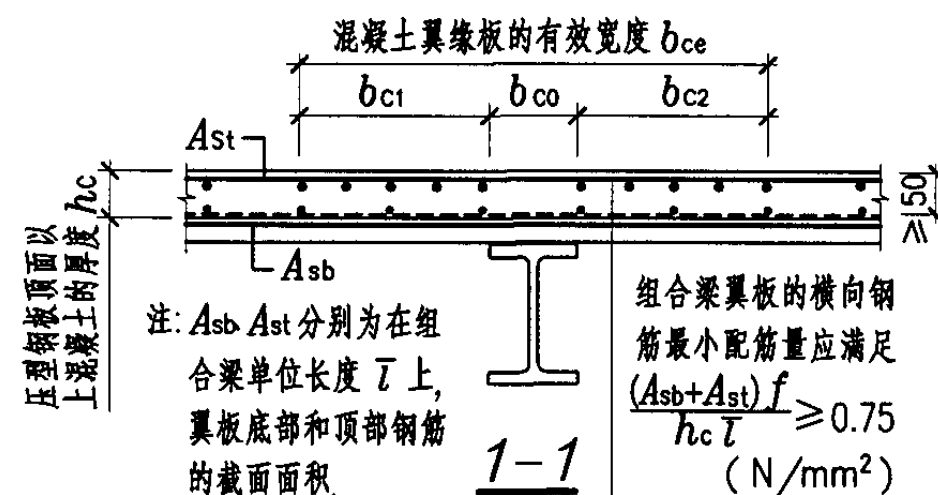 混凝土翼缘板的有效宽度 bce
bC1
bC0
bC2
ASt
hC
≥150
压型钢板顶面以
上混凝土的厚度
Asb
注: Asb、Ast 分别为在组
合梁单位长度 l̅ 上,
翼板底部和顶部钢筋
的截面面积.
组合梁翼板的横向钢
筋最小配筋量应满足
(Asb+Ast) f
hc l̅
≥0.75
(N/mm²)
1-1